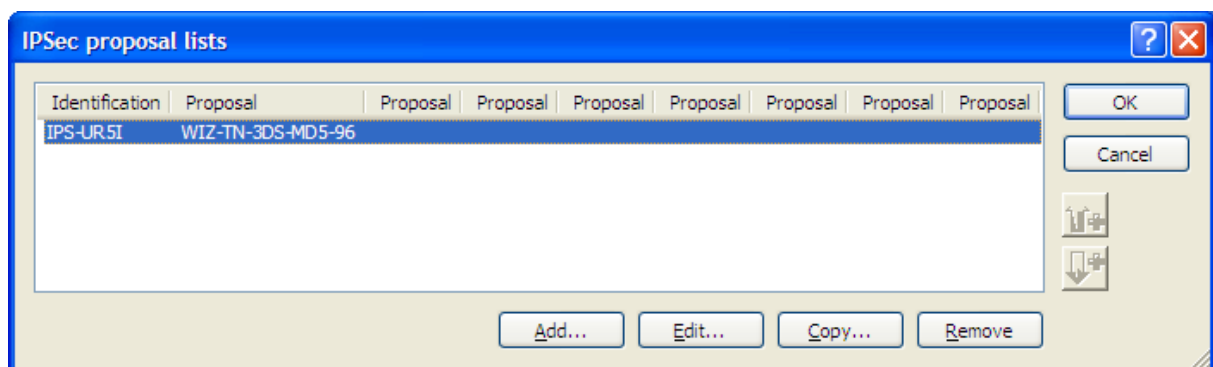 IPSec proposal lists
Identification Proposal Proposal Proposal Proposal Proposal Proposal Proposal Proposal
IPS-UR5I WIZ-TN-3DS-MD5-96
OK
Cancel
Add... Edit... Copy... Remove